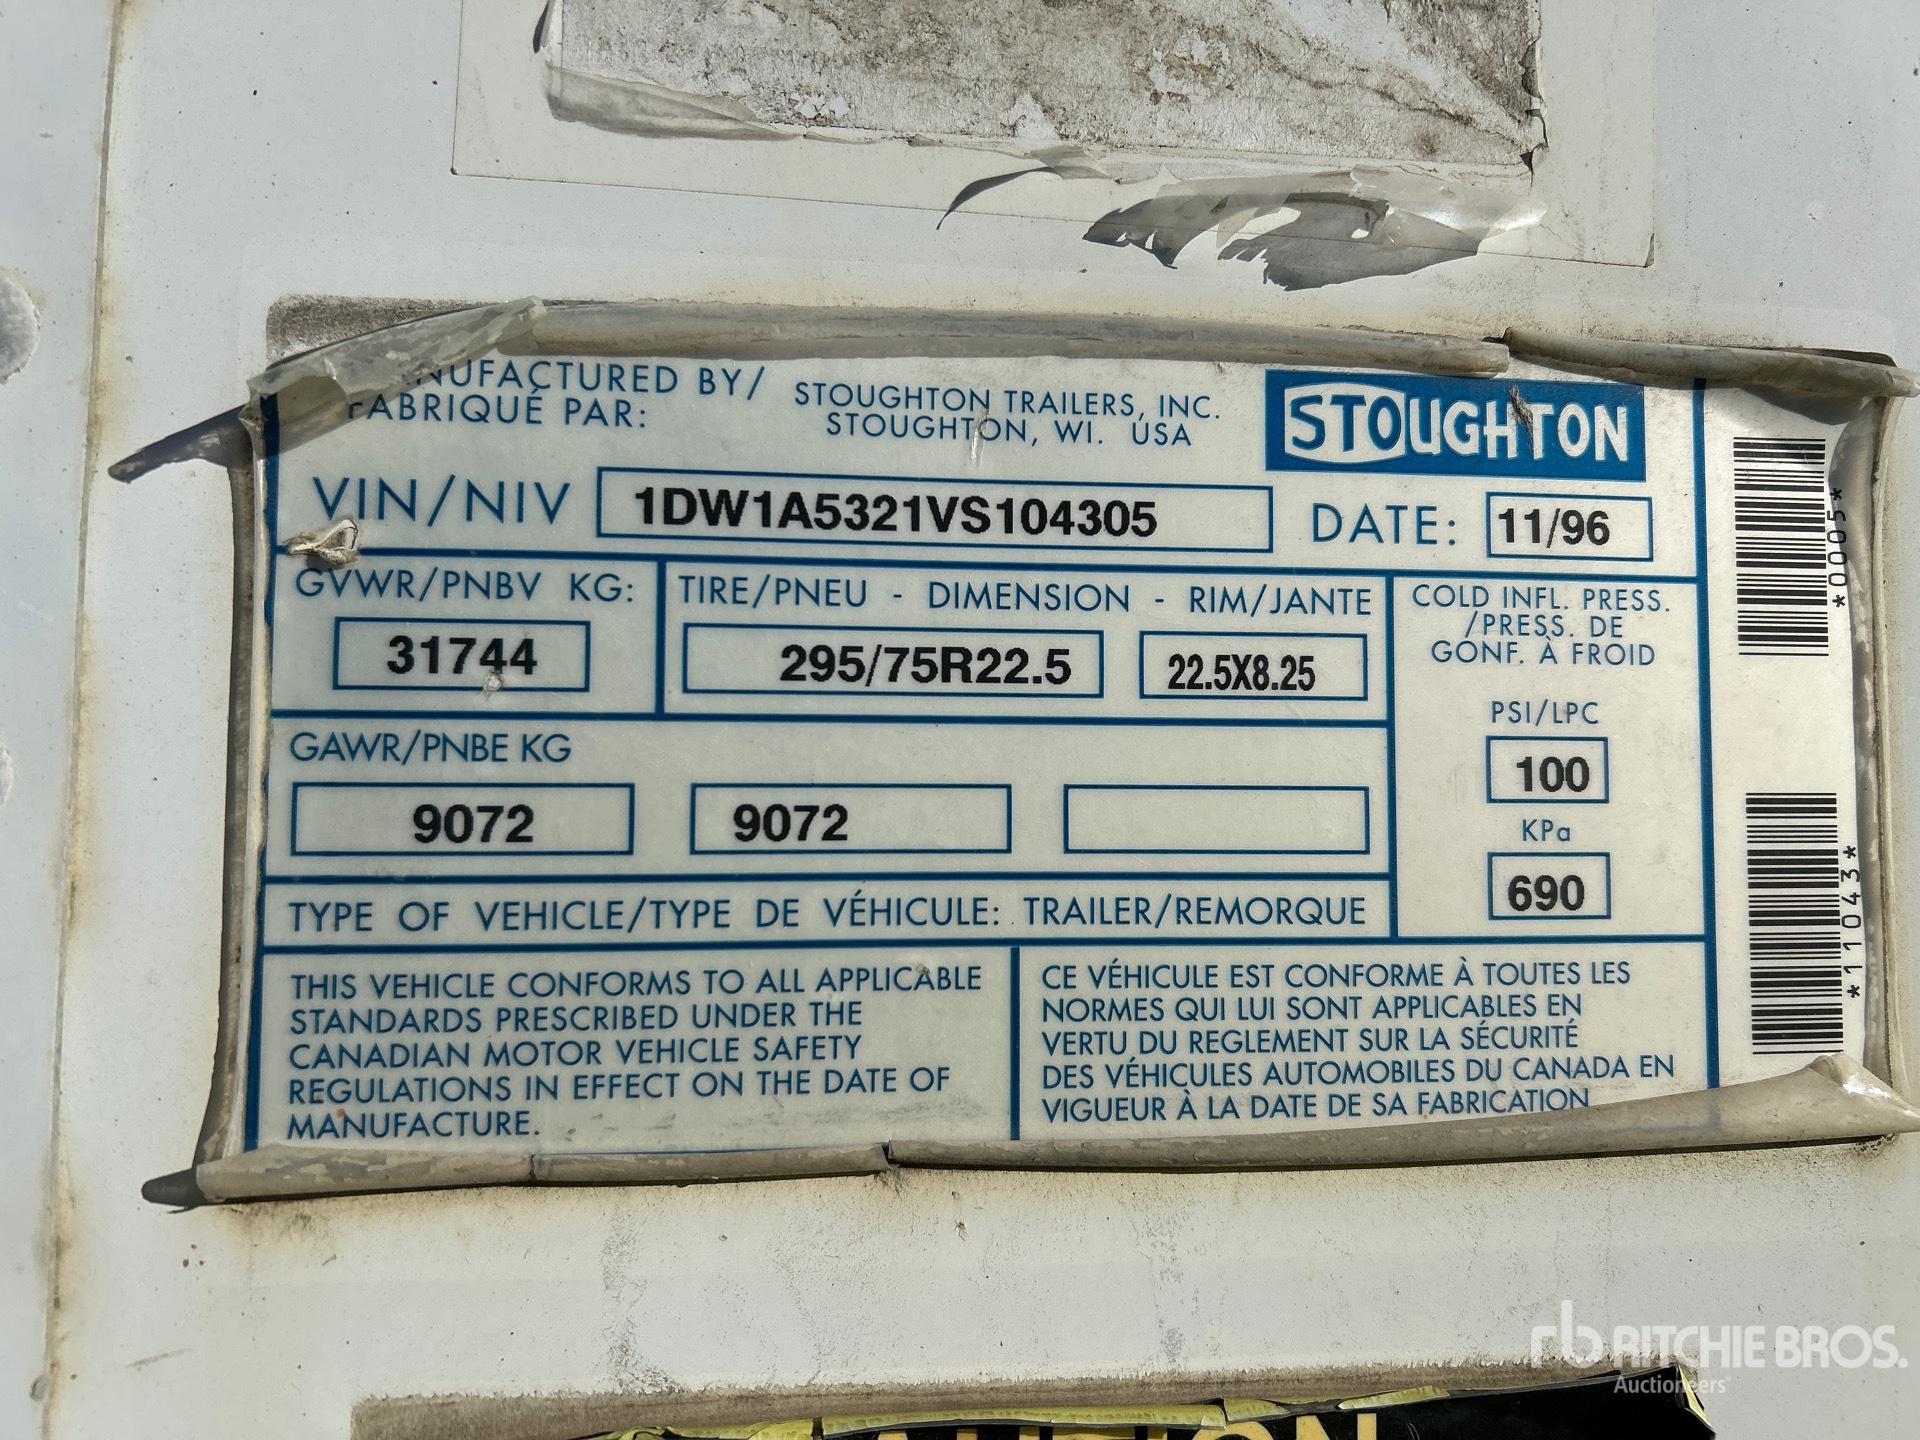 NUFACTURED BY/
FABRIQUÉ PAR:
STOUGHTON TRAILERS, INC.
STOUGHTON, WI. USA
STOUGHTON
VIN/NIV 1DW1A5321VS104305 DATE: 11/96
GVWR/PNBV KG:
31744
TIRE/PNEU - DIMENSION - RIM/JANTE
295/75R22.5 22.5X8.25
COLD INFL. PRESS.
/PRESS. DE
GONF. À FROID
PSI/LPC
100
KPa
690
GAWR/PNBE KG
9072 9072
TYPE OF VEHICLE/TYPE DE VÉHICULE: TRAILER/REMORQUE
THIS VEHICLE CONFORMS TO ALL APPLICABLE
STANDARDS PRESCRIBED UNDER THE
CANADIAN MOTOR VEHICLE SAFETY
REGULATIONS IN EFFECT ON THE DATE OF
MANUFACTURE.
CE VÉHICULE EST CONFORME À TOUTES LES
NORMES QUI LUI SONT APPLICABLES EN
VERTU DU REGLEMENT SUR LA SÉCURITÉ
DES VÉHICULES AUTOMOBILES DU CANADA EN
VIGUEUR À LA DATE DE SA FABRICATION
*0005*
*11043*
rb RITCHIE BROS.
Auctioneers